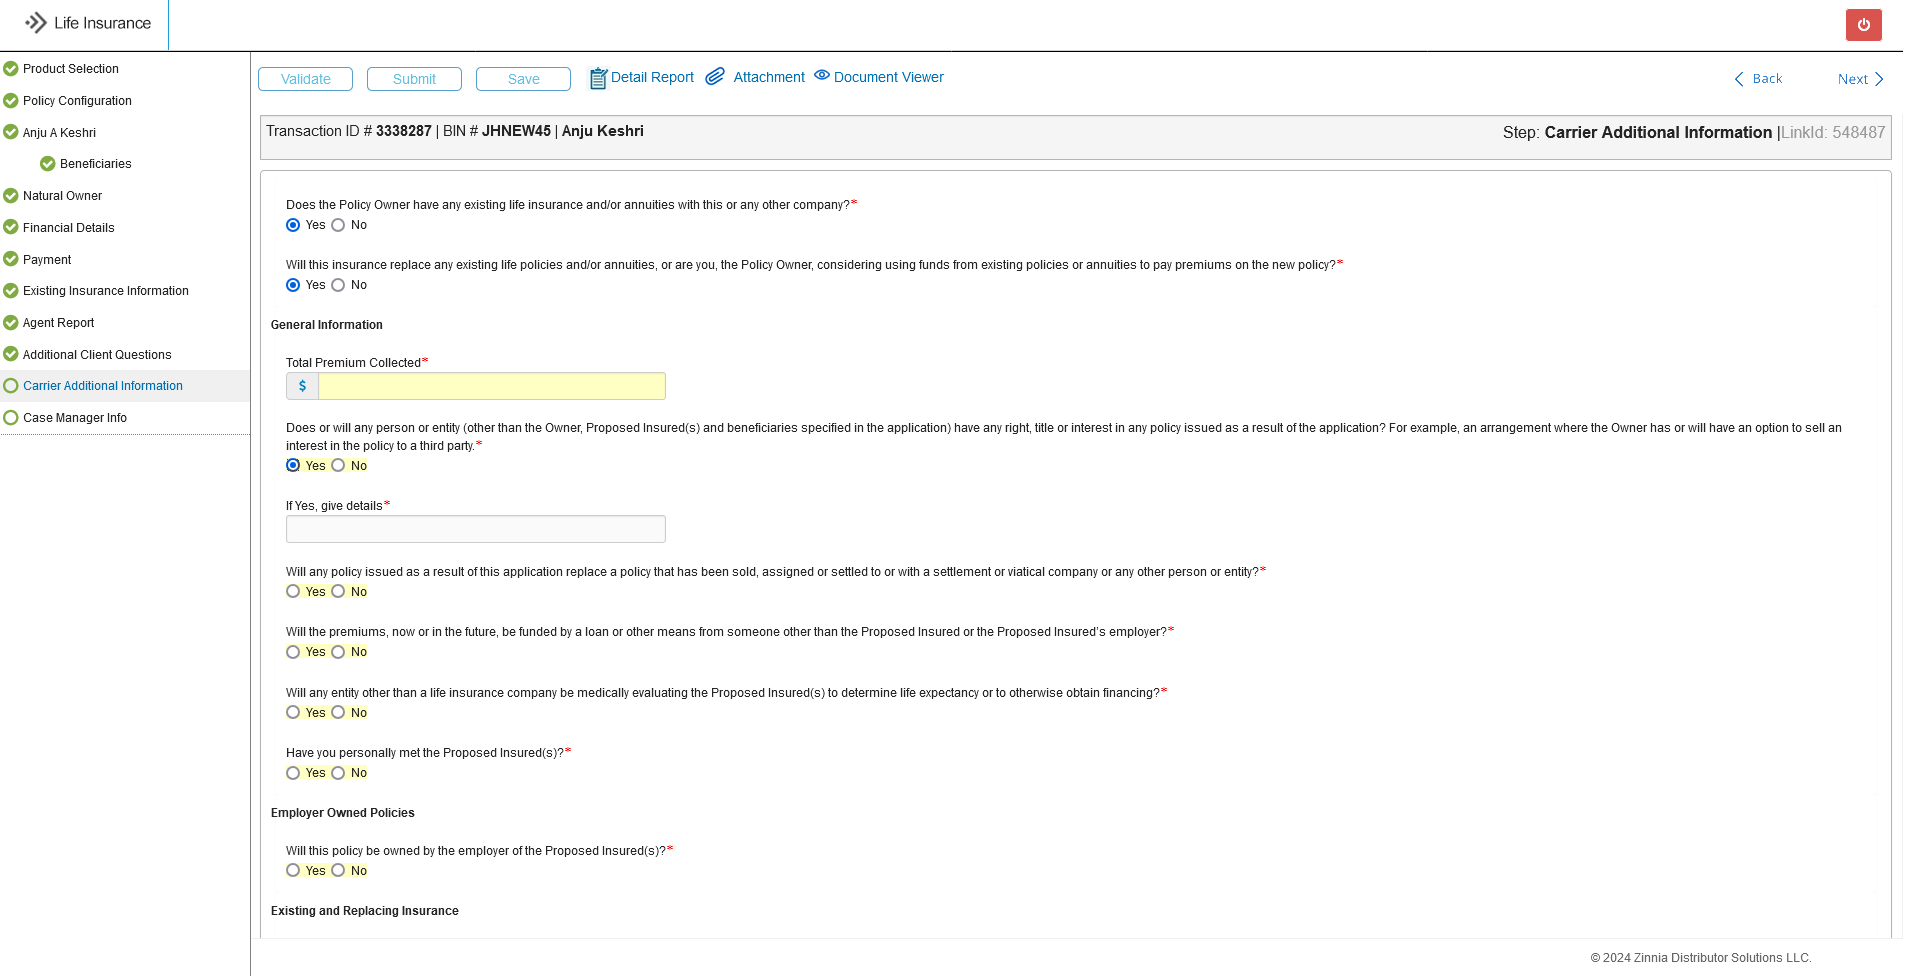 Life Insurance
Product Selection
Policy Configuration
Anju A Keshri
Beneficiaries
Natural Owner
Financial Details
Payment
Existing Insurance Information
Agent Report
Additional Client Questions
Carrier Additional Information
Case Manager Info
Validate Submit Save Detail Report Attachment Document Viewer Back Next
Transaction ID # 3338287 | BIN # JHNEW45 | Anju Keshri Step: Carrier Additional Information |LinkId: 548487
Does the Policy Owner have any existing life insurance and/or annuities with this or any other company?*
Yes No
Will this insurance replace any existing life policies and/or annuities, or are you, the Policy Owner, considering using funds from existing policies or annuities to pay premiums on the new policy?*
Yes No
General Information
Total Premium Collected*
$
Does or will any person or entity (other than the Owner, Proposed Insured(s) and beneficiaries specified in the application) have any right, title or interest in any policy issued as a result of the application? For example, an arrangement where the Owner has or will have an option to sell an
interest in the policy to a third party.*
Yes No
If Yes, give details*
Will any policy issued as a result of this application replace a policy that has been sold, assigned or settled to or with a settlement or viatical company or any other person or entity?*
Yes No
Will the premiums, now or in the future, be funded by a loan or other means from someone other than the Proposed Insured or the Proposed Insured's employer?*
Yes No
Will any entity other than a life insurance company be medically evaluating the Proposed Insured(s) to determine life expectancy or to otherwise obtain financing?*
Yes No
Have you personally met the Proposed Insured(s)?*
Yes No
Employer Owned Policies
Will this policy be owned by the employer of the Proposed Insured(s)?*
Yes No
Existing and Replacing Insurance
© 2024 Zinnia Distributor Solutions LLC.